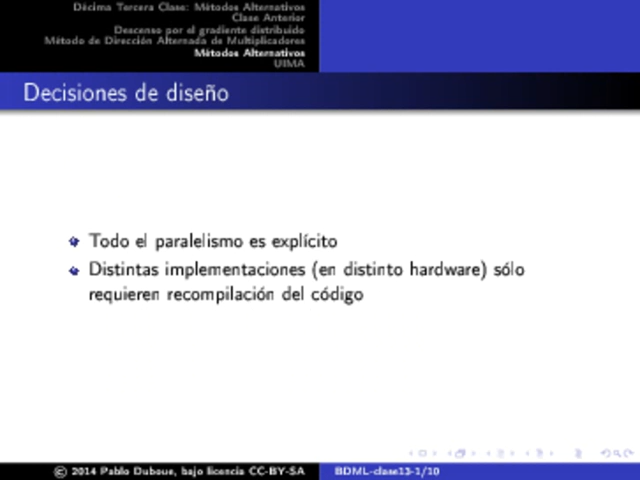 Décima Tercera Clase: Métodos Alternativos
Clase Anterior
Descenso por el gradiente distribuido
Método de Dirección Alternada de Multiplicadores
Métodos Alternativos
UIMA
Decisiones de diseño
Todo el paralelismo es explícito
Distintas implementaciones (en distinto hardware) sólo
requieren recompilación del código
© 2014 Pablo Duboue, bajo licencia CC-BY-SA
BDML-clase13-1/10